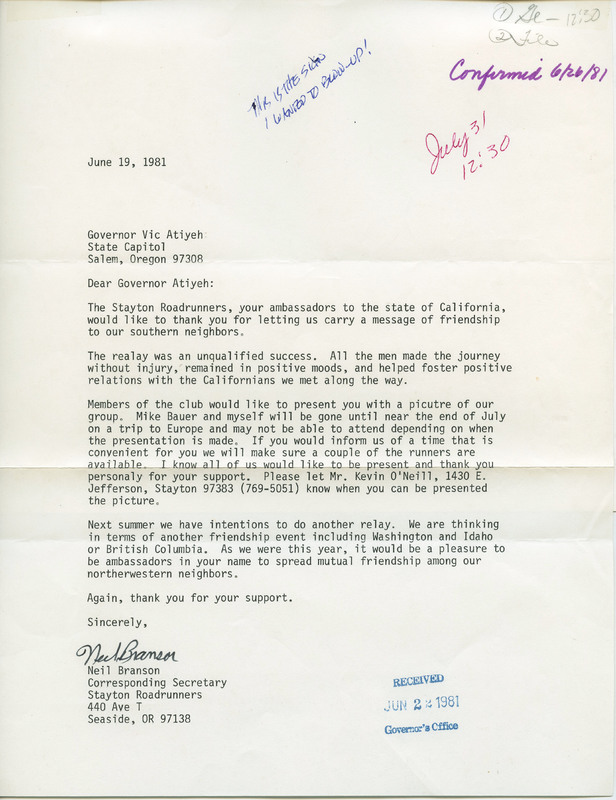 ① Ge - 12:30
② File
THIS IS THE SIGN
I WANTED TO BLOW-UP!
Confirmed 6/26/81
July 31
12:30
June 19, 1981
Governor Vic Atiyeh
State Capitol
Salem, Oregon 97308
Dear Governor Atiyeh:
The Stayton Roadrunners, your ambassadors to the state of California,
would like to thank you for letting us carry a message of friendship
to our southern neighbors.
The realay was an unqualified success. All the men made the journey
without injury, remained in positive moods, and helped foster positive
relations with the Californians we met along the way.
Members of the club would like to present you with a picutre of our
group. Mike Bauer and myself will be gone until near the end of July
on a trip to Europe and may not be able to attend depending on when
the presentation is made. If you would inform us of a time that is
convenient for you we will make sure a couple of the runners are
available. I know all of us would like to be present and thank you
personaly for your support. Please let Mr. Kevin O'Neill, 1430 E.
Jefferson, Stayton 97383 (769-5051) know when you can be presented
the picture.
Next summer we have intentions to do another relay. We are thinking
in terms of another friendship event including Washington and Idaho
or British Columbia. As we were this year, it would be a pleasure to
be ambassadors in your name to spread mutual friendship among our
northerwestern neighbors.
Again, thank you for your support.
Sincerely,
Neil Branson
Neil Branson
Corresponding Secretary
Stayton Roadrunners
440 Ave T
Seaside, OR 97138
RECEIVED
JUN 22 1981
Governor's Office